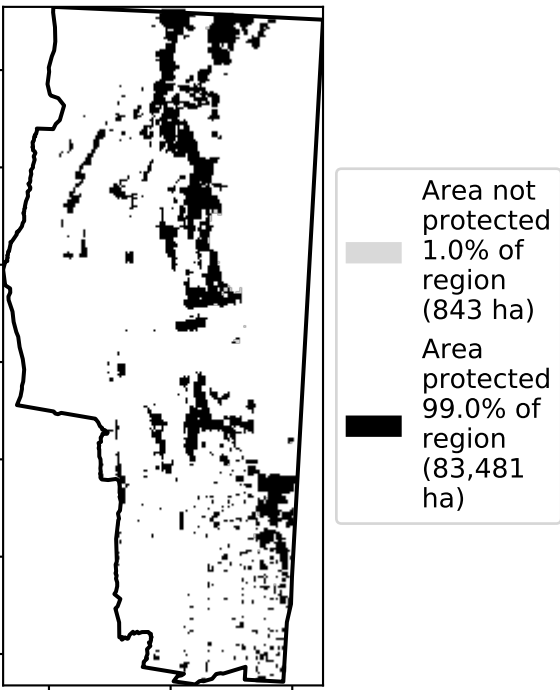 Area not
protected
1.0% of
region
(843 ha)
Area
protected
99.0% of
region
(83,481
ha)